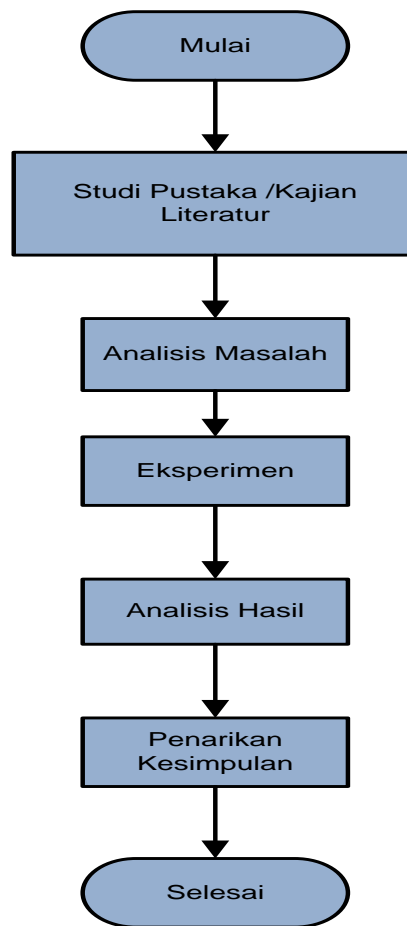 Mulai
Studi Pustaka /Kajian
Literatur
Analisis Masalah
Eksperimen
Analisis Hasil
Penarikan
Kesimpulan
Selesai